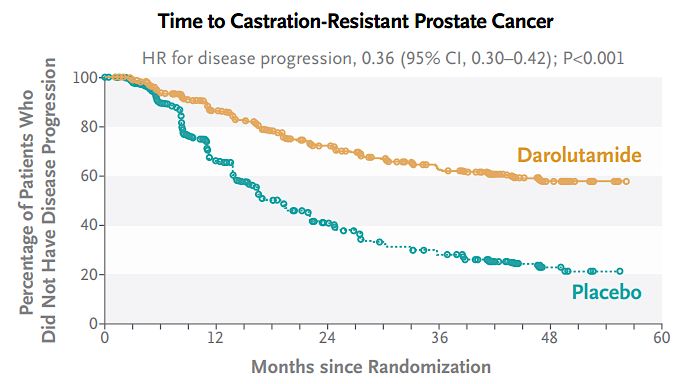 Time to Castration-Resistant Prostate Cancer
HR for disease progression, 0.36 (95% CI, 0.30–0.42); P<0.001
Percentage of Patients Who
Did Not Have Disease Progression
100
80
60
40
20
0
Darolutamide
Placebo
0 12 24 36 48 60
Months since Randomization